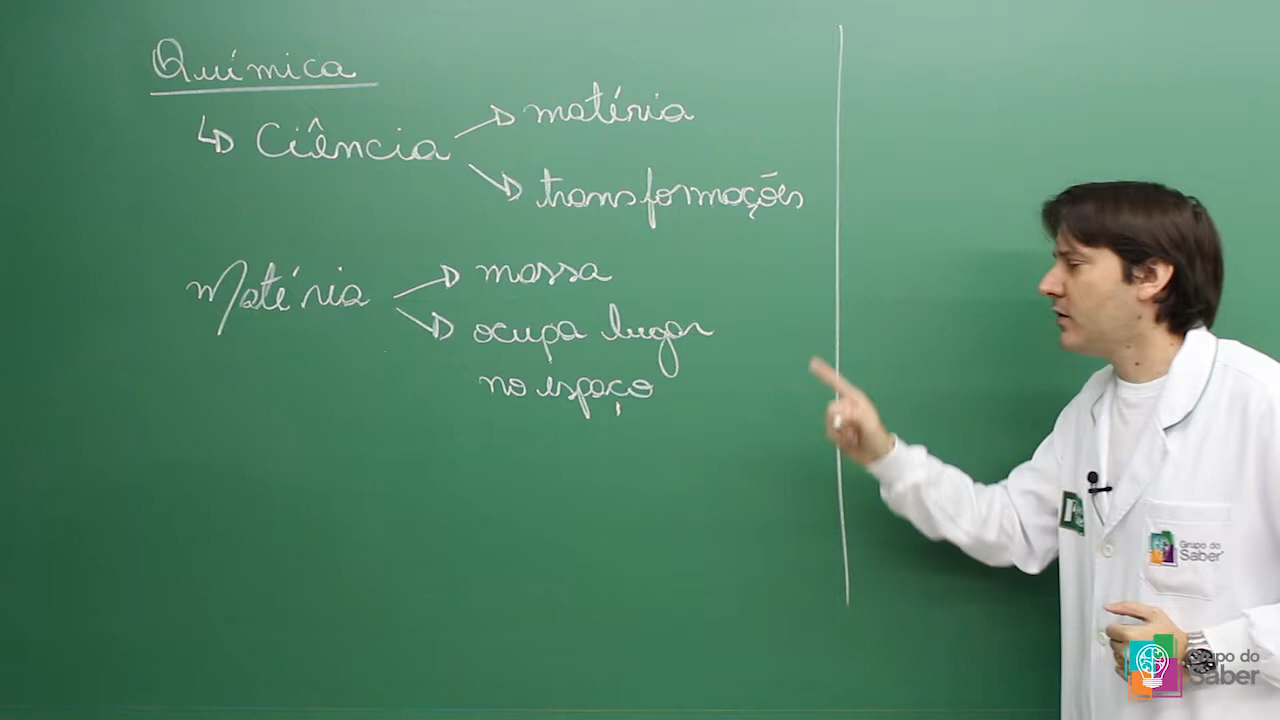 Química
Ciência
matéria
transformações
Matéria
massa
ocupa lugar
no espaço
Grupo do
Saber
Grupo do
Saber